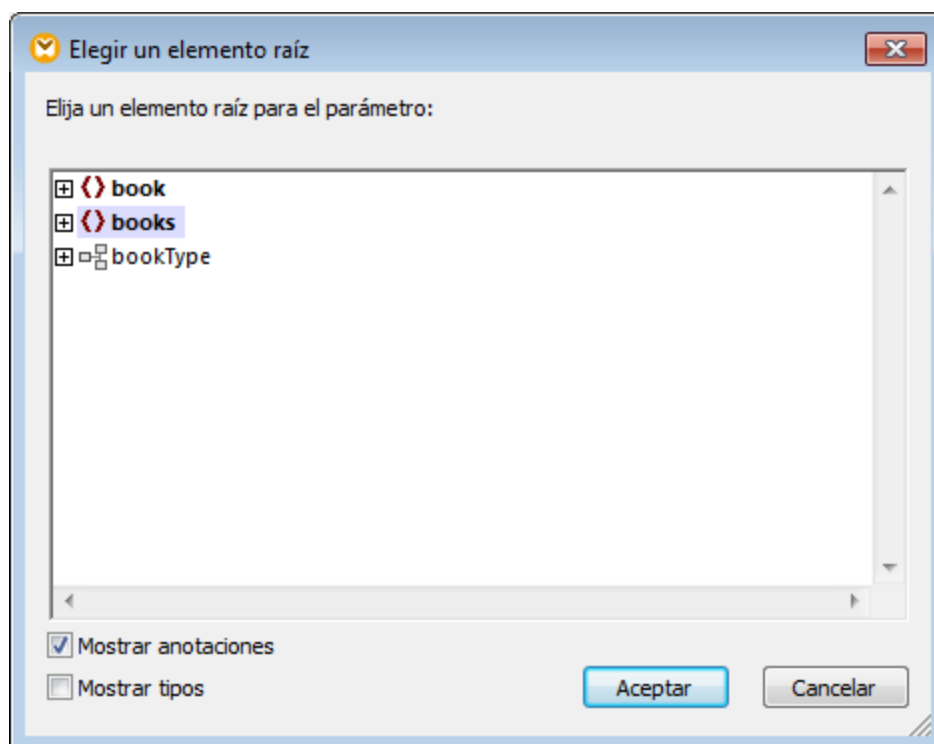 Elegir un elemento raíz
Elija un elemento raíz para el parámetro:
book
books
bookType
Mostrar anotaciones
Mostrar tipos
Aceptar
Cancelar